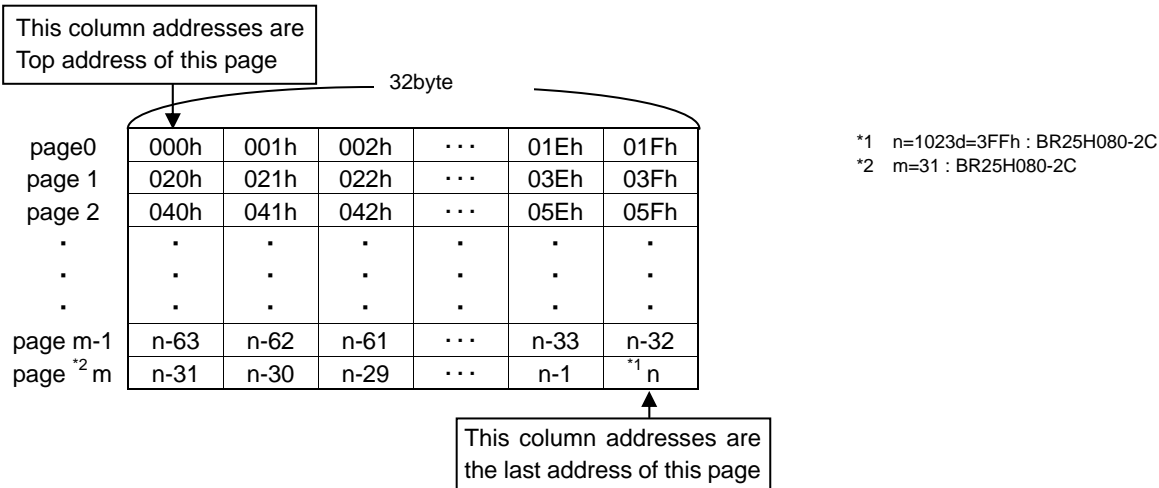 This column addresses are
Top address of this page
32byte
page0 000h 001h 002h ··· 01Eh 01Fh
page 1 020h 021h 022h ··· 03Eh 03Fh
page 2 040h 041h 042h ··· 05Eh 05Fh
· · · · · · ·
· · · · · · ·
· · · · · · ·
page m-1 n-63 n-62 n-61 ··· n-33 n-32
page *2 m n-31 n-30 n-29 ··· n-1 *1 n
This column addresses are
the last address of this page
*1 n=1023d=3FFh : BR25H080-2C
*2 m=31 : BR25H080-2C